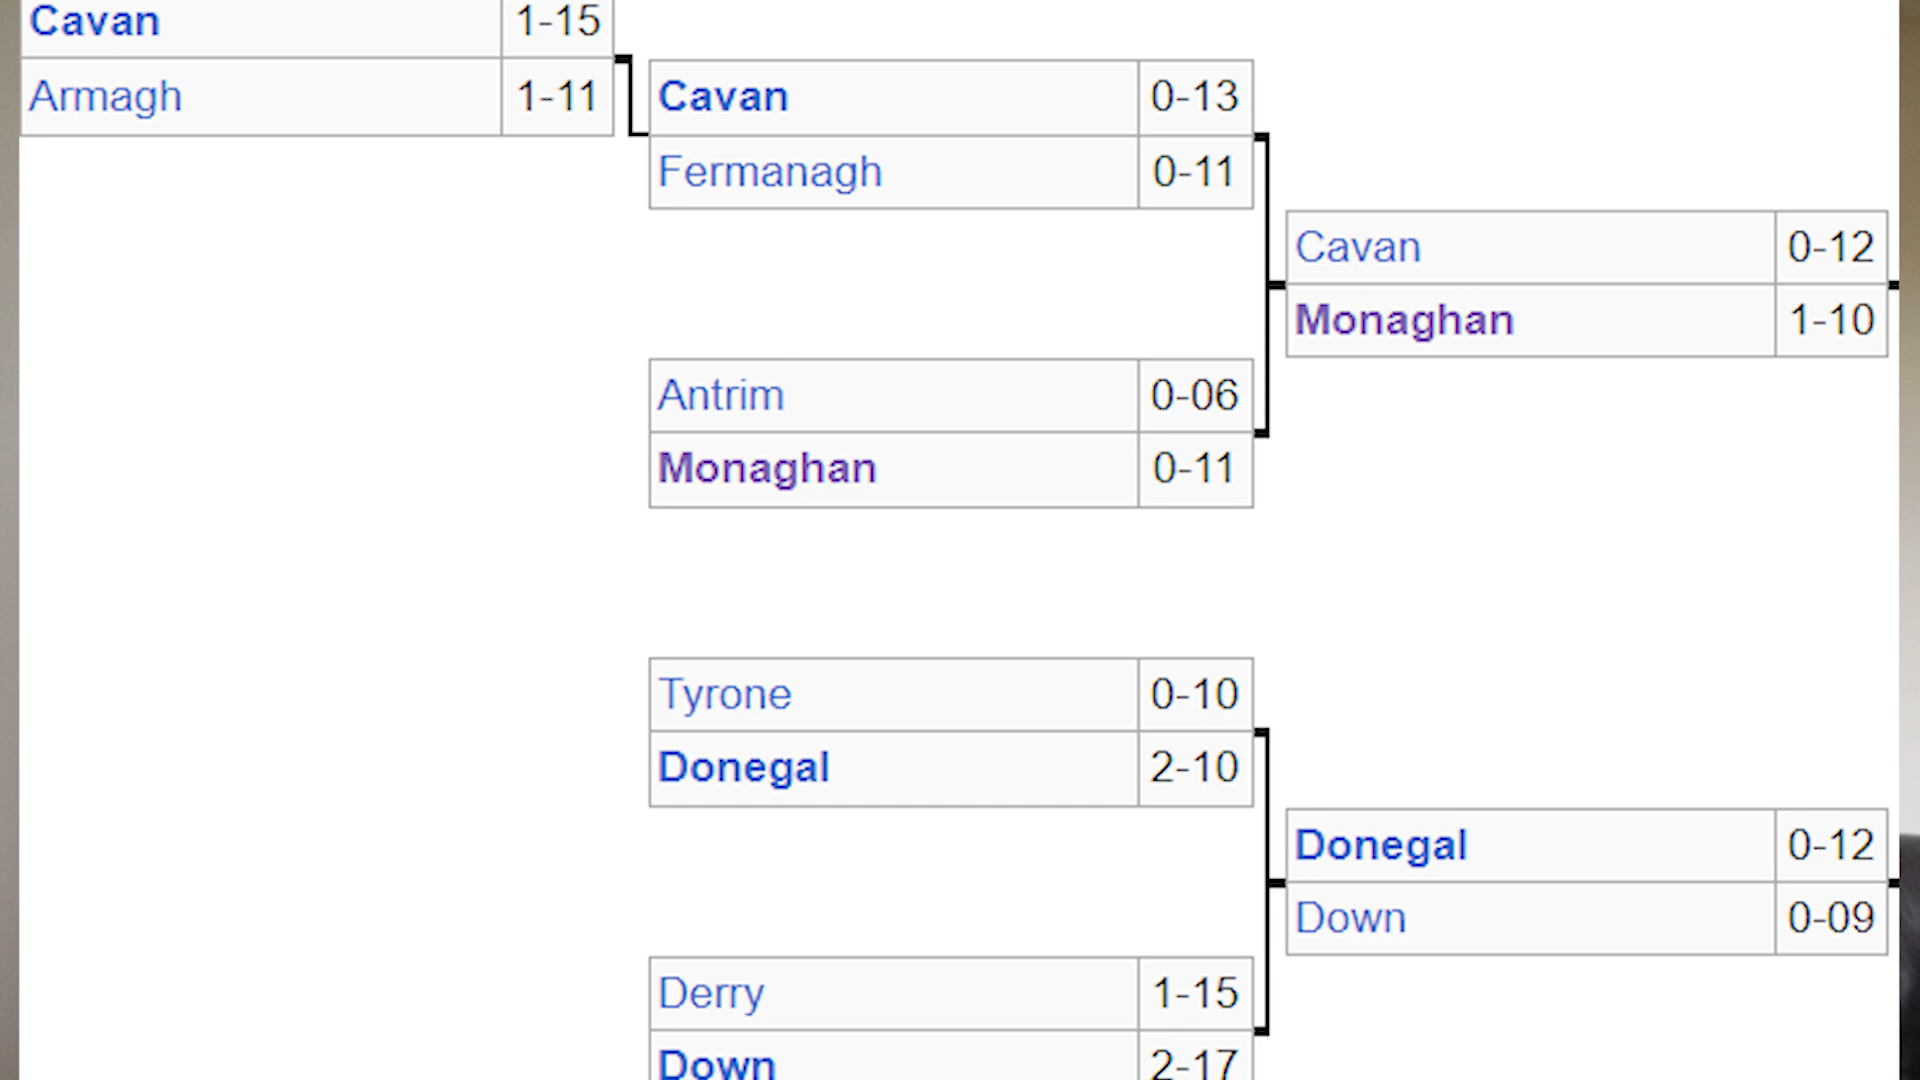 Cavan 1-15
Armagh 1-11
Cavan 0-13
Fermanagh 0-11
Cavan 0-12
Monaghan 1-10
Antrim 0-06
Monaghan 0-11
Tyrone 0-10
Donegal 2-10
Donegal 0-12
Down 0-09
Derry 1-15
Down 2-17